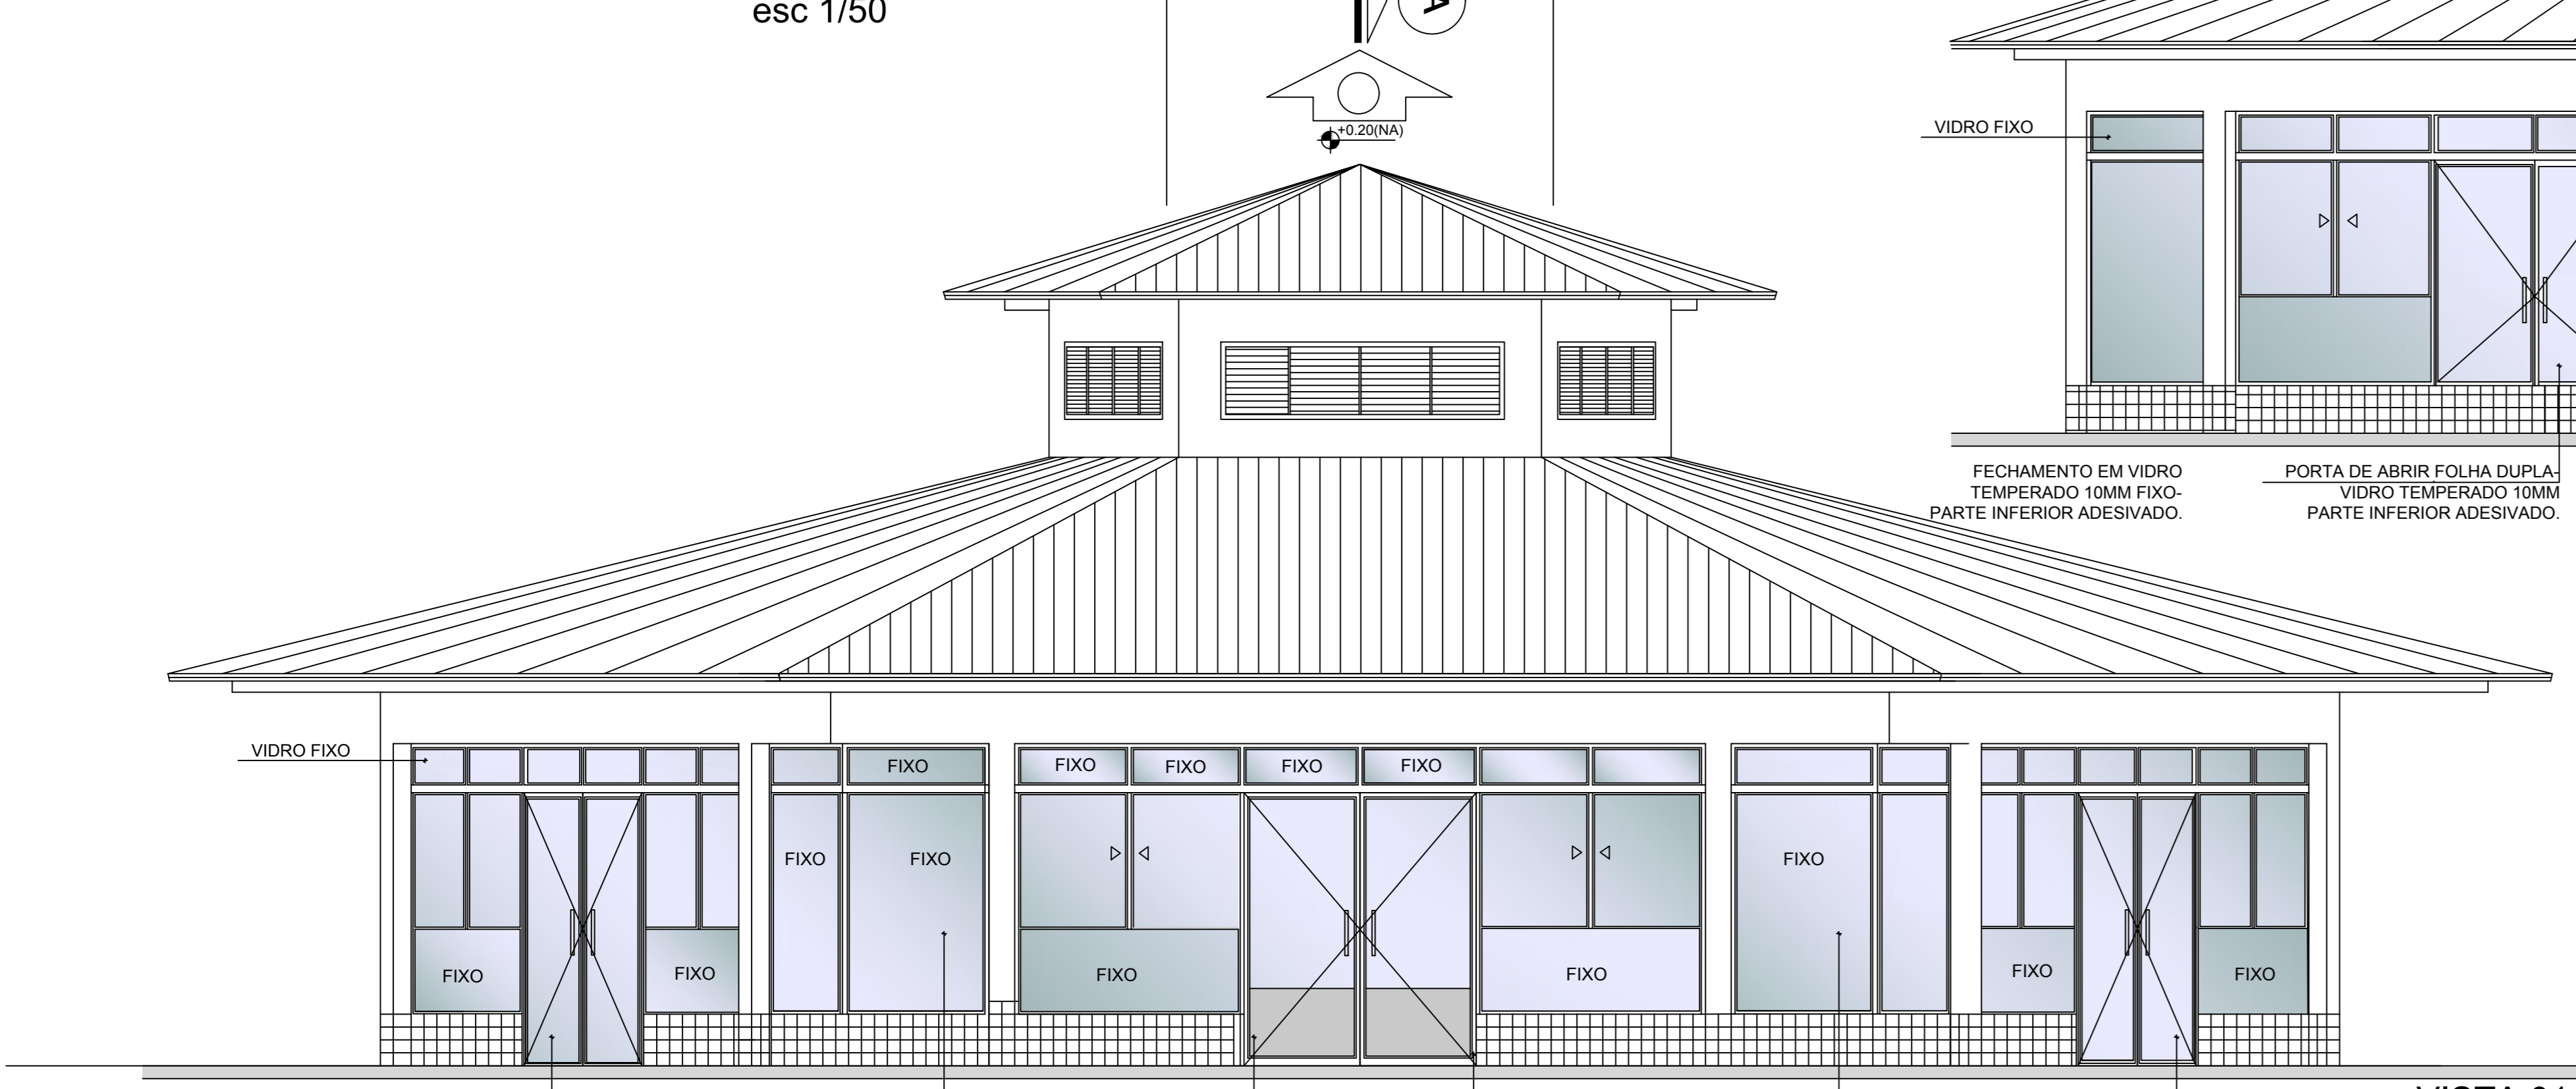 esc 1/50
A
+0.20(NA)
VIDRO FIXO
FECHAMENTO EM VIDRO
TEMPERADO 10MM FIXO-
PARTE INFERIOR ADESIVADO.
PORTA DE ABRIR FOLHA DUPLA-
VIDRO TEMPERADO 10MM
PARTE INFERIOR ADESIVADO.
VIDRO FIXO
FIXO
FIXO
FIXO
FIXO
FIXO
FIXO
FIXO
FIXO
FIXO
FIXO
FIXO
FIXO
FIXO
FIXO